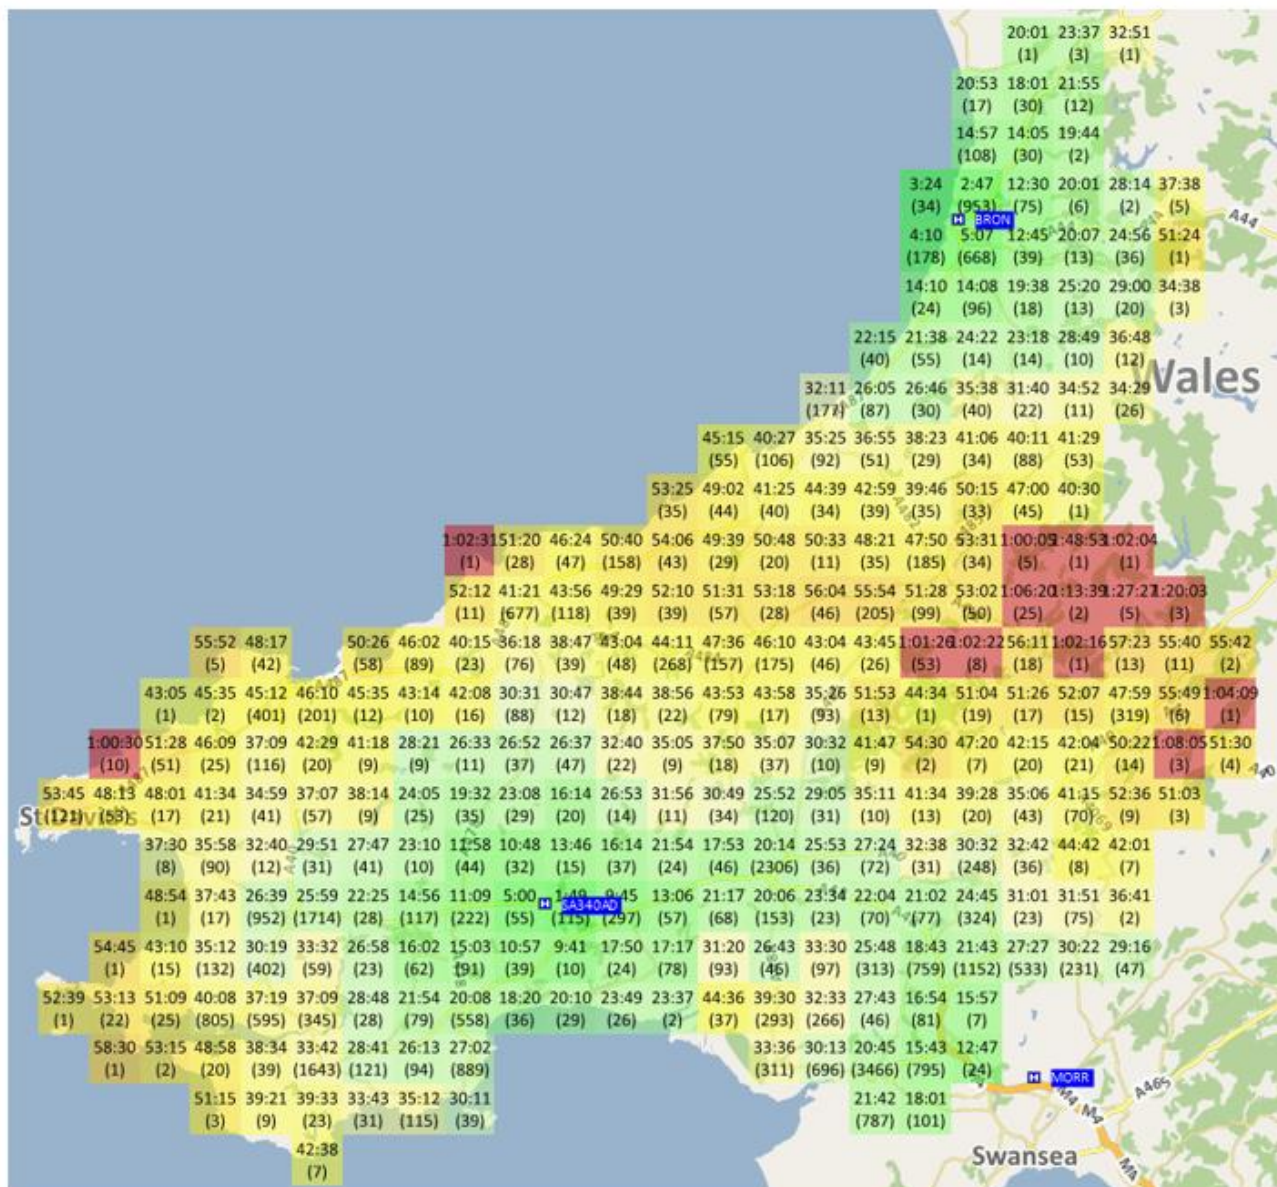 20:01 23:37 32:51
(1) (3) (1)
20:53 18:01 21:55
(17) (30) (12)
14:57 14:05 19:44
(108) (30) (2)
3:24 2:47 12:30 20:01 28:14 37:38
(34) (953) (75) (6) (2) (5)
BRON A44 A44
4:10 5:07 12:45 20:07 24:56 51:24
(178) (668) (39) (13) (36) (1)
14:10 14:08 19:38 25:20 29:00 34:38
(24) (96) (18) (13) (20) (3)
22:15 21:38 24:22 23:18 28:49 36:48
(40) (55) (14) (14) (10) (12)
Wales
32:11 26:05 26:46 35:38 31:40 34:52 34:29
(177) (87) (30) (40) (22) (11) (26)
45:15 40:27 35:25 36:55 38:23 41:06 40:11 41:29
(55) (106) (92) (51) (29) (34) (88) (53)
53:25 49:02 41:25 44:39 42:59 39:46 50:15 47:00 40:30
(35) (44) (40) (34) (39) (35) (33) (45) (1)
A482
1:02:31 51:20 46:24 50:40 54:06 49:39 50:48 50:33 48:21 47:50 53:31 1:00:05 1:48:53 1:02:04
(1) (28) (47) (158) (43) (29) (20) (11) (35) (185) (34) (5) (1) (1)
52:12 41:21 43:56 49:29 52:10 51:31 53:18 56:04 55:54 51:28 53:02 1:06:20 1:13:39 1:27:27 1:20:03
(11) (677) (118) (39) (39) (57) (28) (46) (205) (99) (50) (25) (2) (5) (3)
55:52 48:17 50:26 46:02 40:15 36:18 38:47 43:04 44:11 47:36 46:10 43:04 43:45 1:01:26 1:02:22 56:11 1:02:16 57:23 55:40 55:42
(5) (42) (58) (89) (23) (76) (39) (48) (268) (157) (175) (46) (26) (53) (8) (18) (1) (13) (11) (2)
43:05 45:35 45:12 46:10 45:35 43:14 42:08 30:31 30:47 38:44 38:56 43:53 43:58 35:26 51:53 44:34 51:04 51:26 52:07 47:59 55:49 1:04:09
(1) (2) (401) (201) (12) (10) (16) (88) (12) (18) (22) (79) (17) (93) (13) (1) (19) (17) (15) (319) (6) (1)
1:00:30 51:28 46:09 37:09 42:29 41:18 28:21 26:33 26:52 26:37 32:40 35:05 37:50 35:07 30:32 41:47 54:30 47:20 42:15 42:04 50:22 1:08:05 51:30
(10) (51) (25) (116) (20) (9) (9) (11) (37) (47) (22) (9) (18) (37) (10) (9) (2) (7) (20) (21) (14) (3) (4)
A40
53:45 48:13 48:01 41:34 34:59 37:07 38:14 24:05 19:32 23:08 16:14 26:53 31:56 30:49 25:52 29:05 35:11 41:34 39:28 35:06 41:15 52:36 51:03
(121) (53) (17) (21) (41) (57) (9) (25) (35) (29) (20) (14) (11) (34) (120) (31) (10) (13) (20) (43) (70) (9) (3)
A4069
37:30 35:58 32:40 29:51 27:47 23:10 11:58 10:48 13:46 16:14 21:54 17:53 20:14 25:53 27:24 32:38 30:32 32:42 44:42 42:01
(8) (90) (12) (31) (41) (10) (44) (32) (15) (37) (24) (46) (2306) (36) (72) (31) (248) (36) (8) (7)
48:54 37:43 26:39 25:59 22:25 14:56 11:09 5:00 1:49 9:45 13:06 21:17 20:06 23:34 22:04 21:02 24:45 31:01 31:51 36:41
(1) (17) (952) (1714) (28) (117) (222) (55) (115) (297) (57) (68) (153) (23) (70) (77) (324) (23) (75) (2)
SA340AD
54:45 43:10 35:12 30:19 33:32 26:58 16:02 15:03 10:57 9:41 17:50 17:17 31:20 26:43 33:30 25:48 18:43 21:43 27:27 30:22 29:16
(1) (15) (132) (402) (59) (23) (62) (91) (39) (10) (24) (78) (93) (46) (97) (313) (759) (1152) (533) (231) (47)
52:39 53:13 51:09 40:08 37:19 37:09 28:48 21:54 20:08 18:20 20:10 23:49 23:37 44:36 39:30 32:33 27:43 16:54 15:57
(1) (22) (25) (805) (595) (345) (28) (79) (558) (36) (29) (26) (2) (37) (293) (266) (46) (81) (7)
58:30 53:15 48:58 38:34 33:42 28:41 26:13 27:02 33:36 30:13 20:45 15:43 12:47
(1) (2) (20) (39) (1643) (121) (94) (889) (311) (696) (3466) (795) (24)
MORR A465
51:15 39:21 39:33 33:43 35:12 30:11 21:42 18:01
(3) (9) (23) (31) (115) (39) (787) (101)
M4 M4
42:38
(7)
Swansea M4